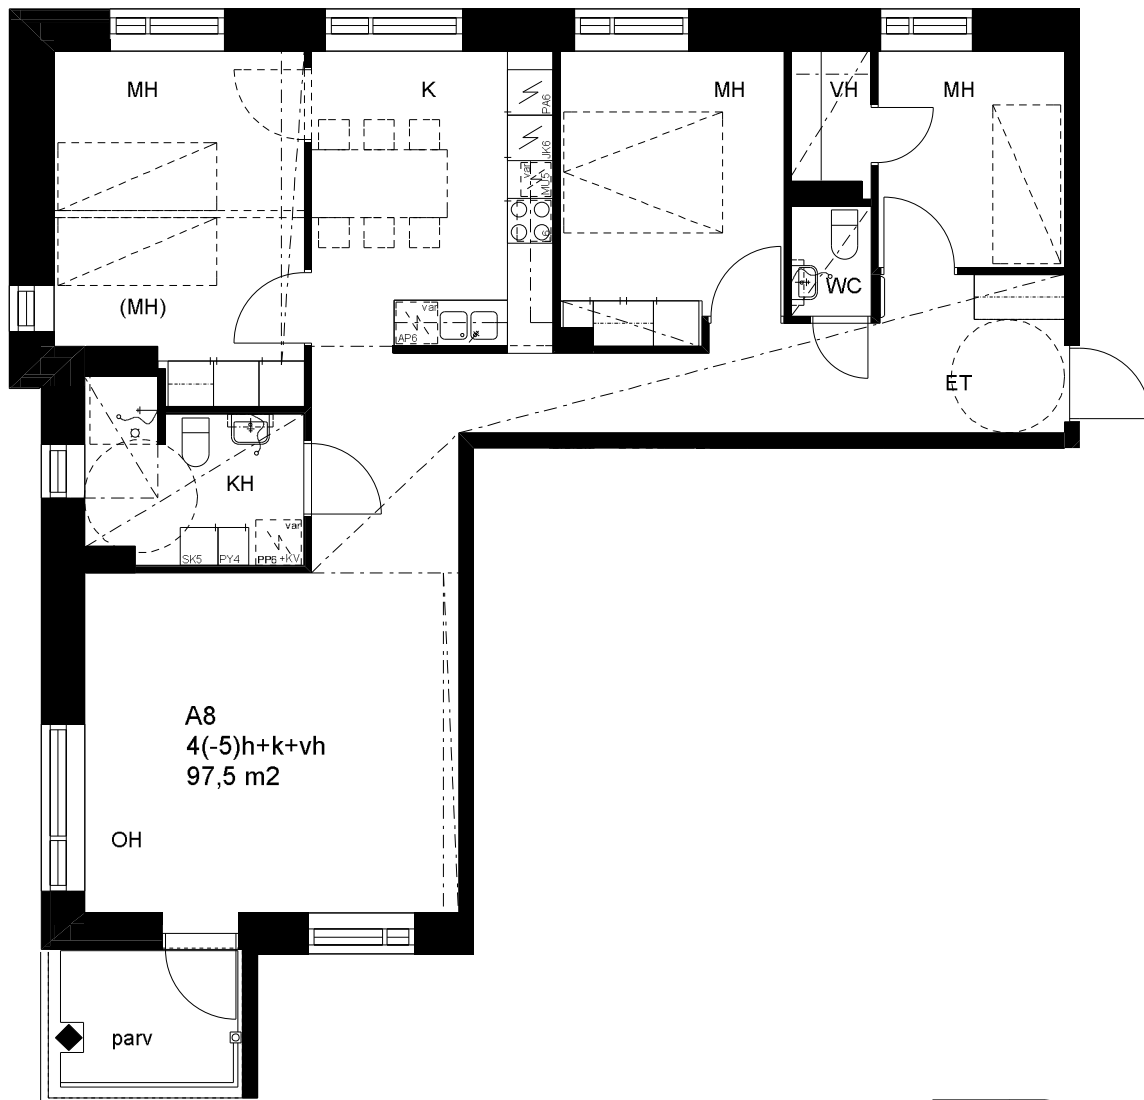 MH
K
MH
VH
MH
PA6
JK6
var
MU5
L6
(MH)
WC
var
AP6
ET
KH
var
SK5
PY4
PP6 +KV
A8
4(-5)h+k+vh
97,5 m2
OH
parv